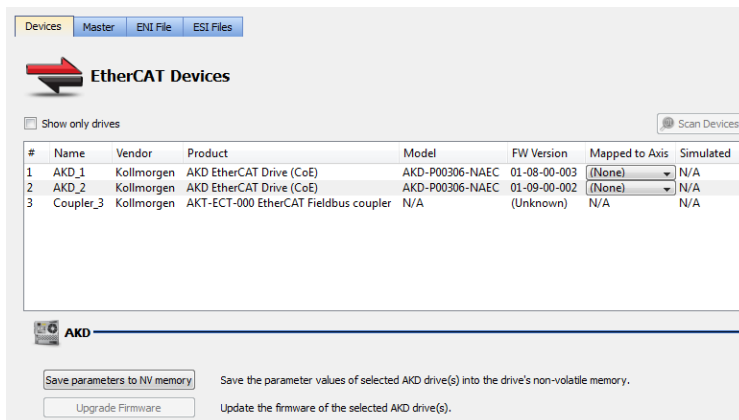 Devices Master ENI File ESI Files
EtherCAT Devices
Show only drives
Scan Devices
# Name Vendor Product Model FW Version Mapped to Axis Simulated
1 AKD_1 Kollmorgen AKD EtherCAT Drive (CoE) AKD-P00306-NAEC 01-08-00-003 (None) N/A
2 AKD_2 Kollmorgen AKD EtherCAT Drive (CoE) AKD-P00306-NAEC 01-09-00-002 (None) N/A
3 Coupler_3 Kollmorgen AKT-ECT-000 EtherCAT Fieldbus coupler N/A (Unknown) N/A N/A
AKD
Save parameters to NV memory Save the parameter values of selected AKD drive(s) into the drive's non-volatile memory.
Upgrade Firmware Update the firmware of the selected AKD drive(s).